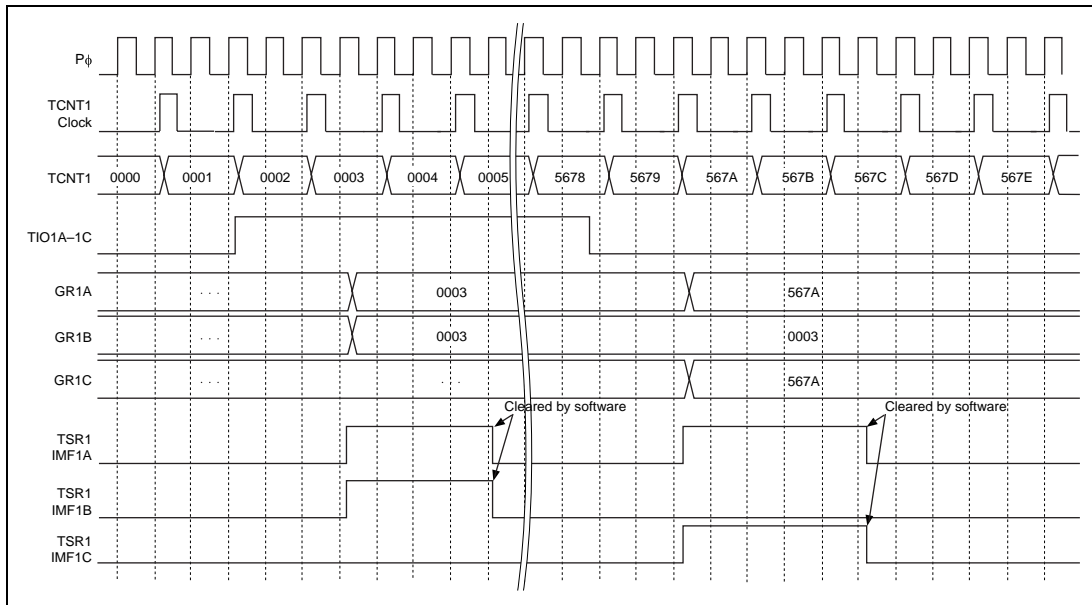 Pϕ
TCNT1
Clock
TCNT1 0000 0001 0002 0003 0004 0005 5678 5679 567A 567B 567C 567D 567E
TIO1A–1C
GR1A . . . 0003 567A
GR1B . . . 0003 0003
GR1C . . . . . . 567A
Cleared by software Cleared by software
TSR1
IMF1A
TSR1
IMF1B
TSR1
IMF1C